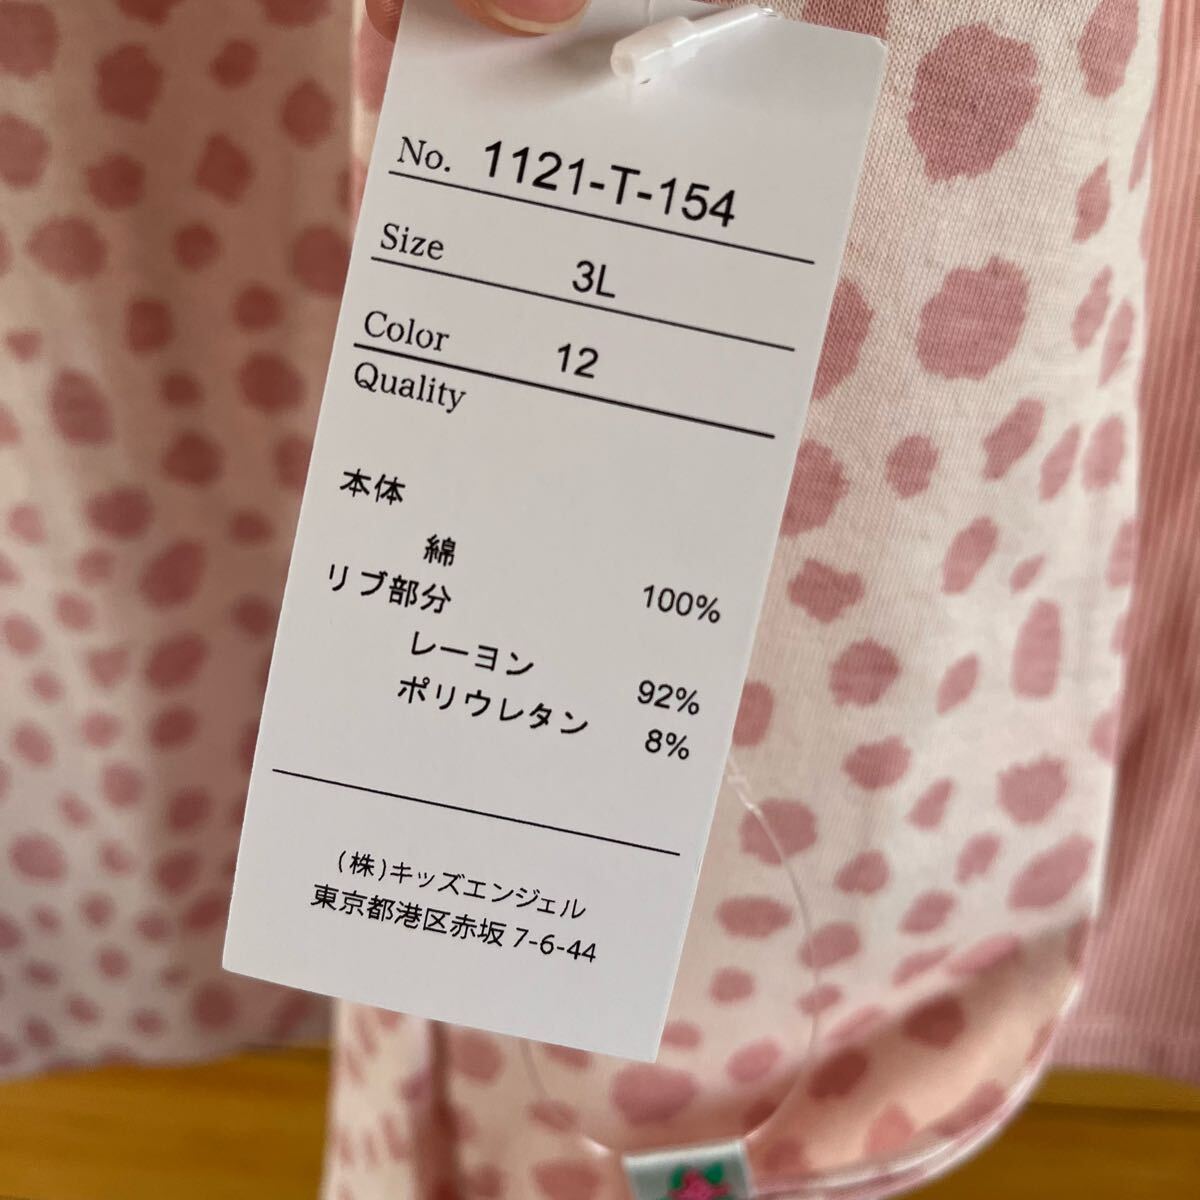 No. 1121-T-154
Size 3L
Color 12
Quality
本体
綿 100%
リブ部分
レーヨン 92%
ポリウレタン 8%
(株)キッズエンジェル
東京都港区赤坂 7-6-44